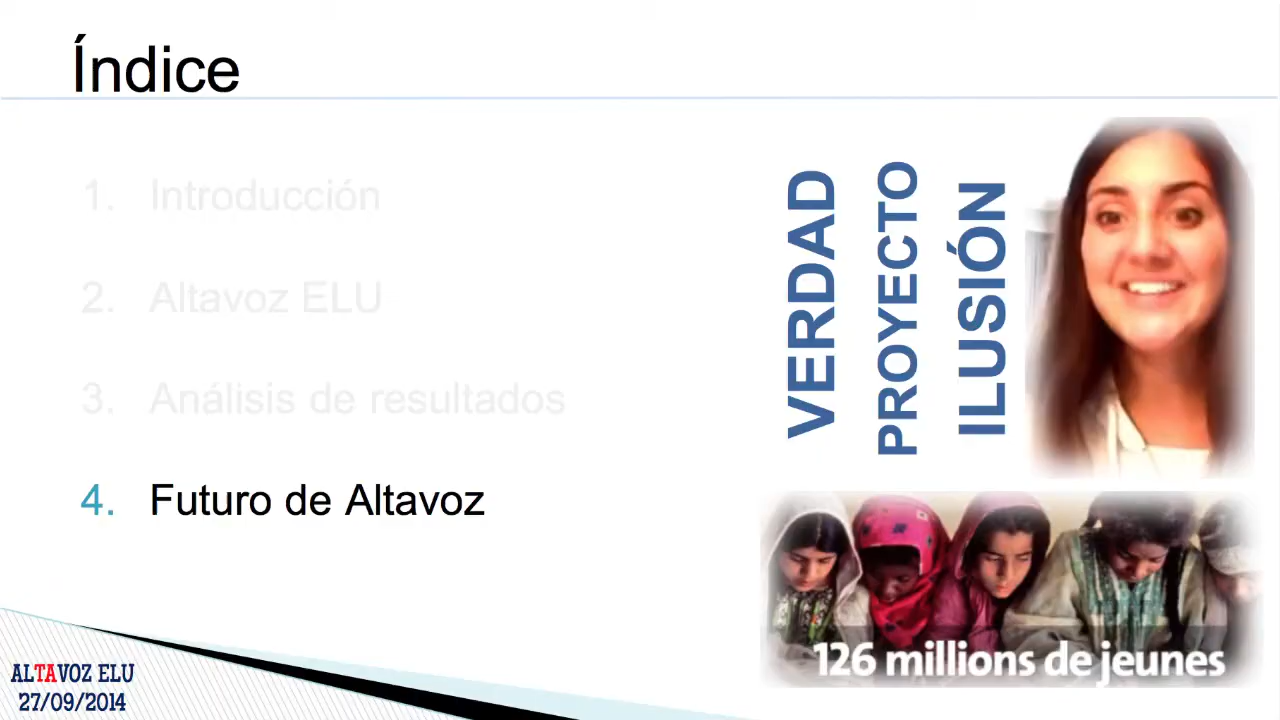 Índice
1. Introducción
2. Altavoz ELU
3. Análisis de resultados
4. Futuro de Altavoz
VERDAD
PROYECTO
ILUSIÓN
126 millions de jeunes
ALTAVOZ ELU
27/09/2014